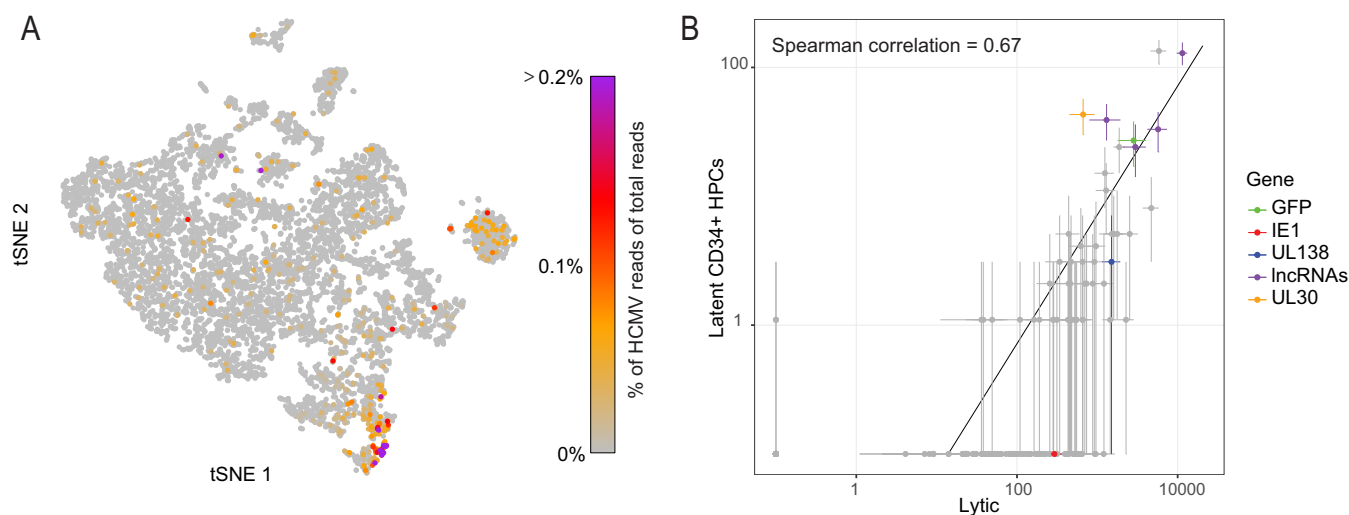 A
tSNE 2
tSNE 1
> 0.2%
0.1%
0%
% of HCMV reads of total reads
B
Spearman correlation = 0.67
Latent CD34+ HPCs
100
1
1
100
10000
Lytic
Gene
GFP
IE1
UL138
lncRNAs
UL30